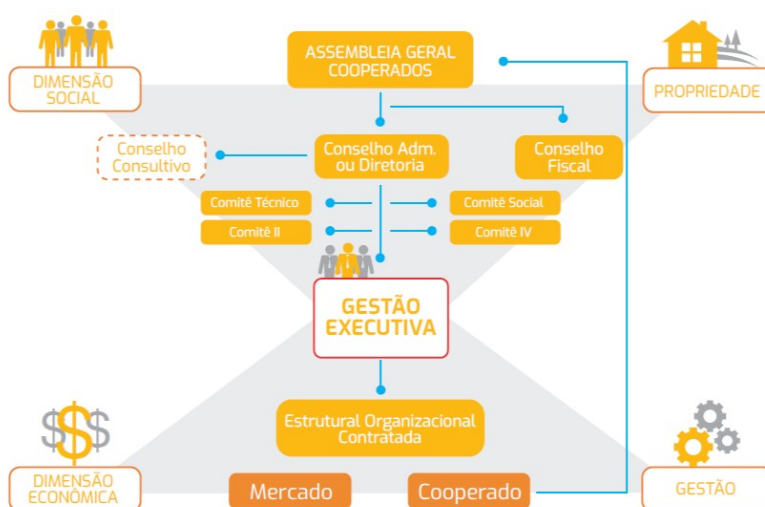 ASSEMBLEIA GERAL
COOPERADOS
DIMENSÃO
SOCIAL
PROPRIEDADE
Conselho
Consultivo
Conselho Adm.
ou Diretoria
Conselho
Fiscal
Comitê Técnico
Comitê Social
Comitê II
Comitê IV
GESTÃO
EXECUTIVA
Estrutural Organizacional
Contratada
DIMENSÃO
ECONÔMICA
Mercado
Cooperado
GESTÃO